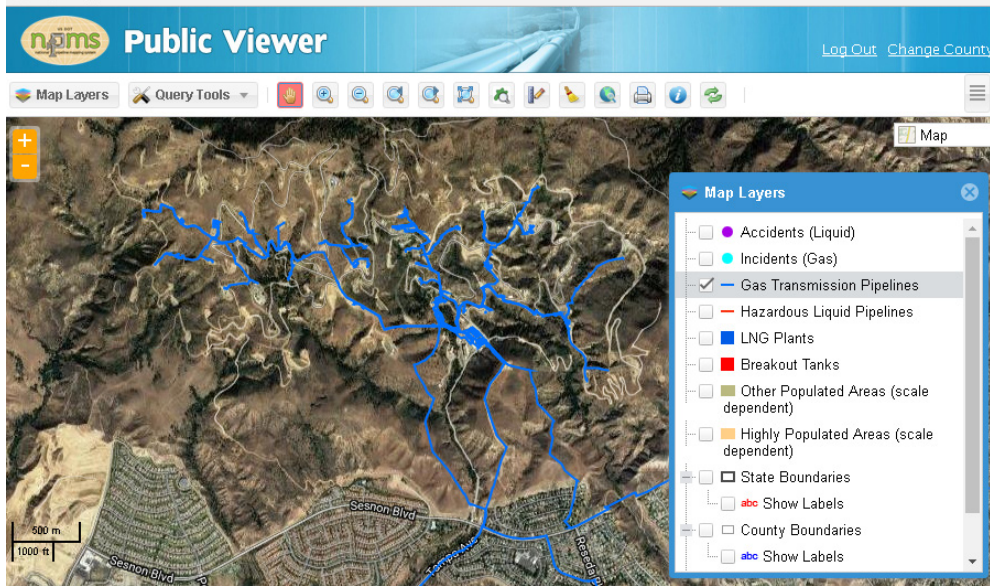 npms
Public Viewer
Log Out Change County
Map Layers Query Tools
+
-
Map
Map Layers
Accidents (Liquid)
Incidents (Gas)
Gas Transmission Pipelines
Hazardous Liquid Pipelines
LNG Plants
Breakout Tanks
Other Populated Areas (scale
dependent)
Highly Populated Areas (scale
dependent)
State Boundaries
abc Show Labels
County Boundaries
abc Show Labels
Sesnon Blvd
500 m
1000 ft
Tampa Ave
Reseda
Sesnon Blvd